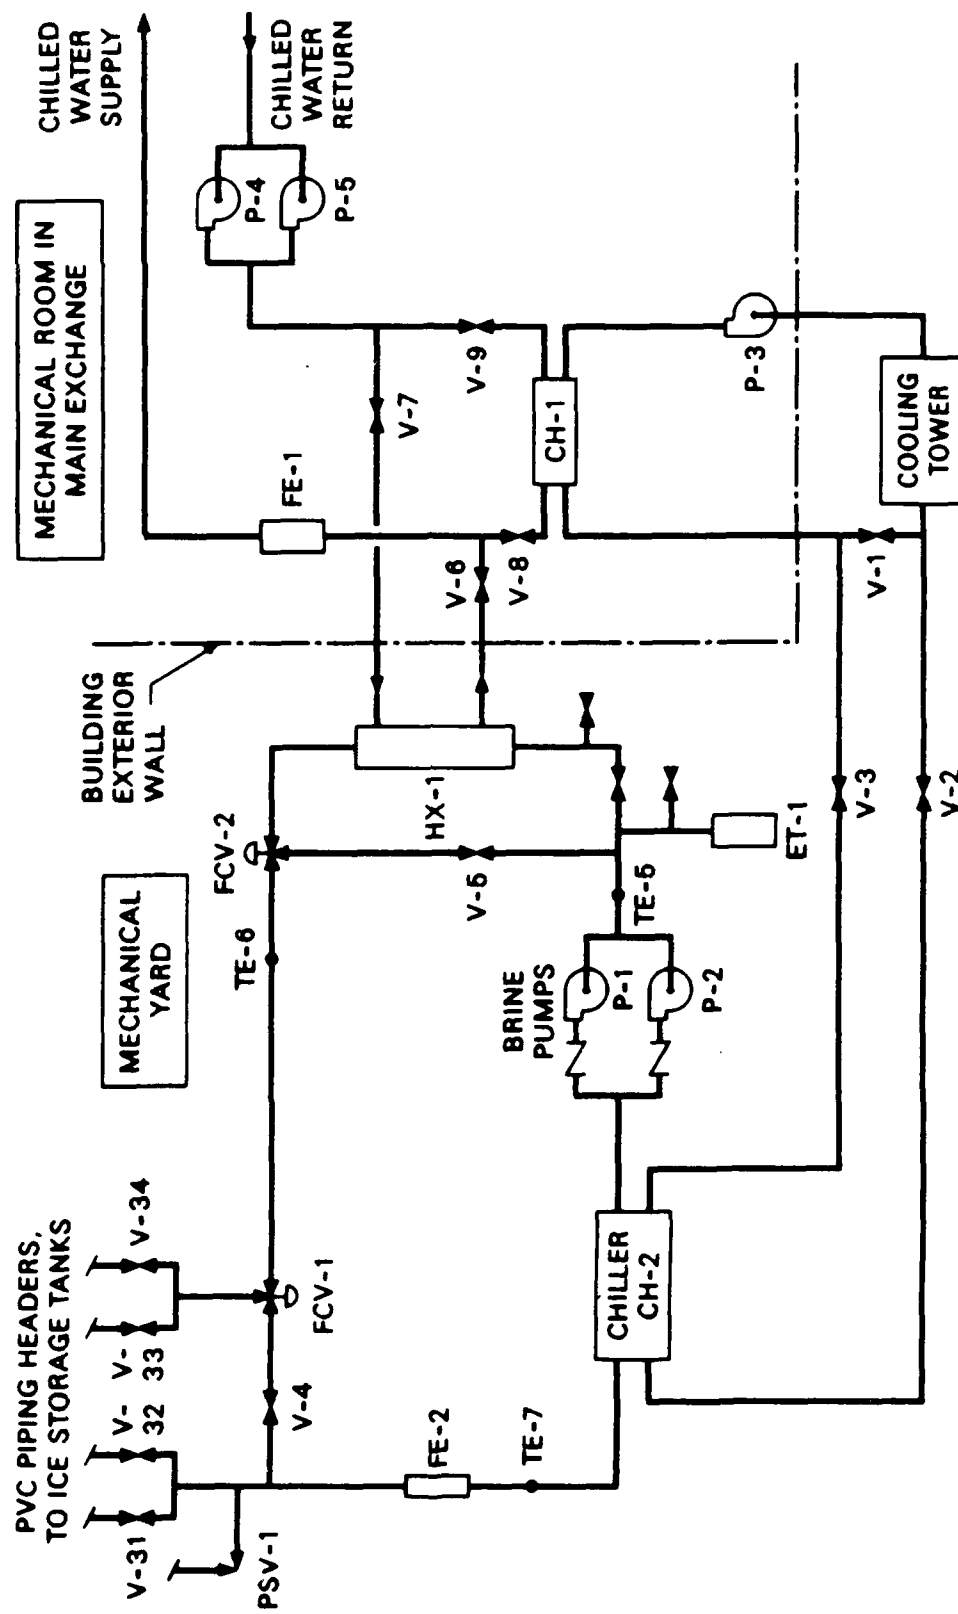 PVC PIPING HEADERS,
TO ICE STORAGE TANKS
MECHANICAL
YARD
BUILDING
EXTERIOR
WALL
MECHANICAL ROOM IN
MAIN EXCHANGE
CHILLED
WATER
SUPPLY
V-31
V-
32
V-
33
V-34
PSV-1
V-4
FCV-1
TE-6
FCV-2
HX-1
FE-1
V-7
P-4
P-5
CHILLED
WATER
RETURN
FE-2
TE-7
BRINE
PUMPS
P-1
P-2
TE-5
V-5
ET-1
V-6
V-8
V-9
CH-1
CHILLER
CH-2
P-3
V-3
V-1
V-2
COOLING
TOWER